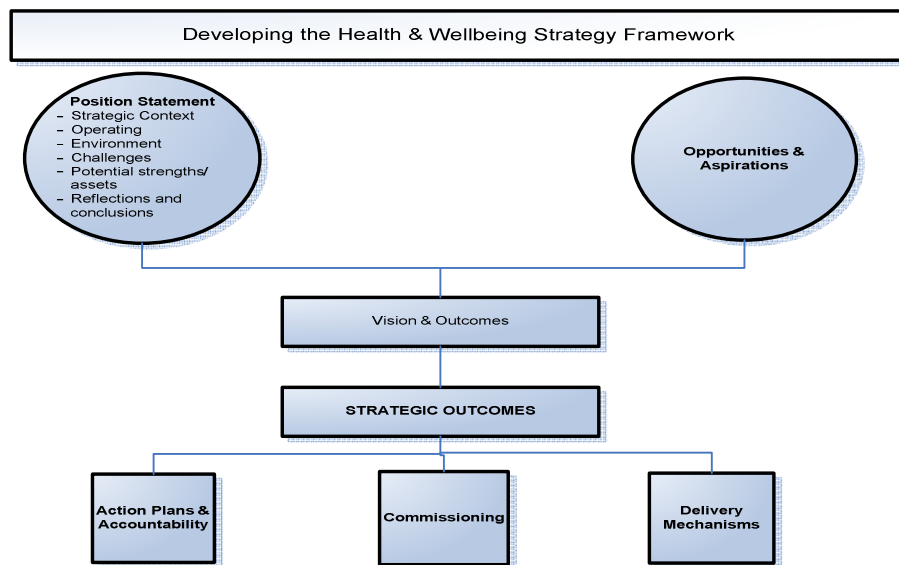 Developing the Health & Wellbeing Strategy Framework
Position Statement
- Strategic Context
- Operating
- Environment
- Challenges
- Potential strengths/
assets
- Reflections and
conclusions
Opportunities &
Aspirations
Vision & Outcomes
STRATEGIC OUTCOMES
Action Plans &
Accountability
Commissioning
Delivery
Mechanisms